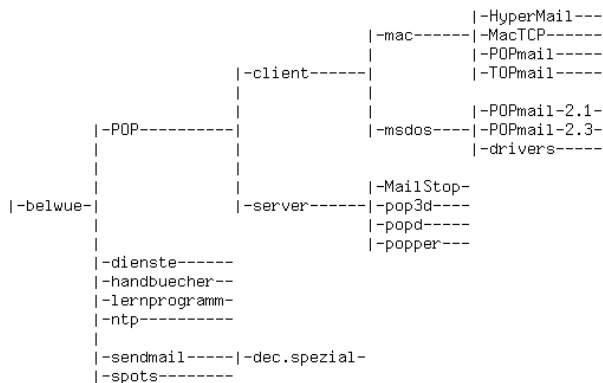 |-HyperMail---
|-mac------|-MacTCP------
| |-POPmail-----
|-client------| |-TOPmail-----
| |
| | |-POPmail-2.1-
|-POP----------| |-msdos----|-POPmail-2.3-
| | |-drivers-----
| |
| | |-MailStop-
|-belwue-| |-server------|-pop3d----
| |-popd-----
| |-popper---
|-dienste------
|-handbuecher--
|-lernprogramm-
|-ntp----------
|
|-sendmail-----|-dec.spezial-
|-spots--------